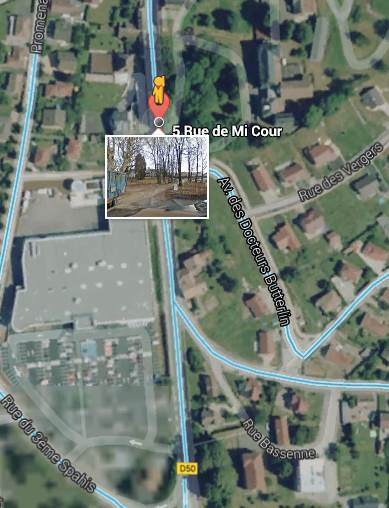 Promena
5 Rue de Mi Cour
Rue des Vergers
Av. des Docteurs Butterlin
Rue du 3ème Spahis
Rue Bassenne
D50